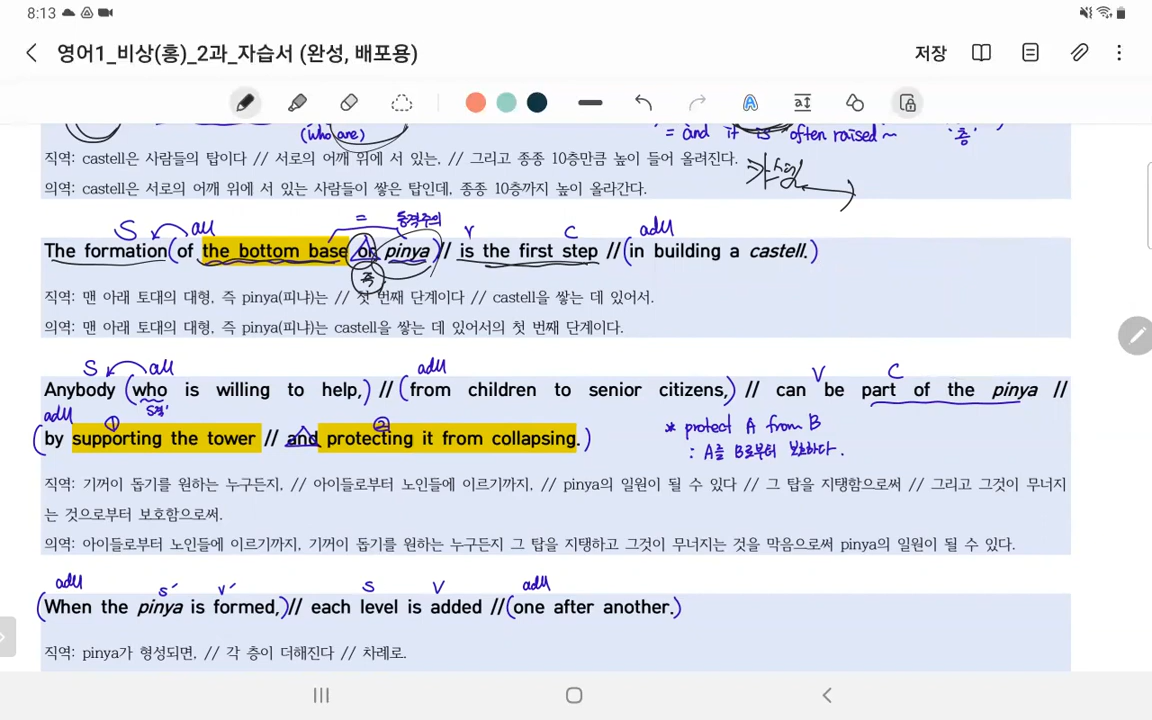 8:13
영어1_비상(홍)_2과_자습서 (완성, 배포용)
저장
(who are)
= and it is often raised ~
층
직역: castell은 사람들의 탑이다 // 서로의 어깨 위에 서 있는, // 그리고 종종 10층만큼 높이 들어 올려진다.
의역: castell은 서로의 어깨 위에 서 있는 사람들이 쌓은 탑인데, 종종 10층까지 높이 올라간다.
S = 동격주의 v C
The formation (of the bottom base or pinya) // is the first step // (in building a castell.)
즉
직역: 맨 아래 토대의 대형, 즉 pinya(피냐)는 // 첫 번째 단계이다 // castell을 쌓는 데 있어서.
의역: 맨 아래 토대의 대형, 즉 pinya(피냐)는 castell을 쌓는 데 있어서의 첫 번째 단계이다.
S V C
Anybody (who is willing to help,) // (from children to senior citizens,) // can be part of the pinya //
① ②
(by supporting the tower // and protecting it from collapsing.)
* protect A from B
: A를 B로부터 보호하다.
직역: 기꺼이 돕기를 원하는 누구든지, // 아이들로부터 노인들에 이르기까지, // pinya의 일원이 될 수 있다 // 그 탑을 지탱함으로써 // 그리고 그것이 무너지
는 것으로부터 보호함으로써.
의역: 아이들로부터 노인들에 이르기까지, 기꺼이 돕기를 원하는 누구든지 그 탑을 지탱하고 그것이 무너지는 것을 막음으로써 pinya의 일원이 될 수 있다.
s´ v´ S V
(When the pinya is formed,) // each level is added // (one after another.)
직역: pinya가 형성되면, // 각 층이 더해진다 // 차례로.